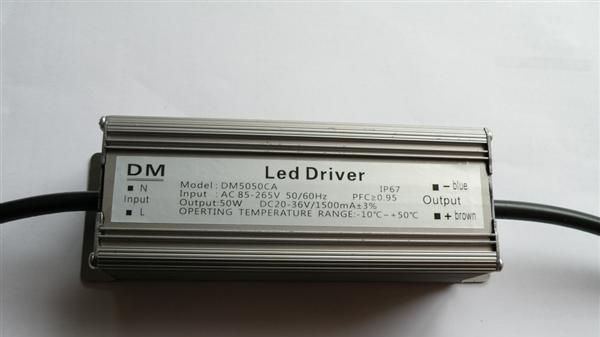 DM
N
Input
L
Led Driver
Model: DM5050CA IP67
Input : AC 85-265V 50/60Hz PFC≥0.95
Output:50W DC20-36V/1500mA±3%
OPERTING TEMPERATURE RANGE:-10℃~+50℃
− blue
Output
+ brown